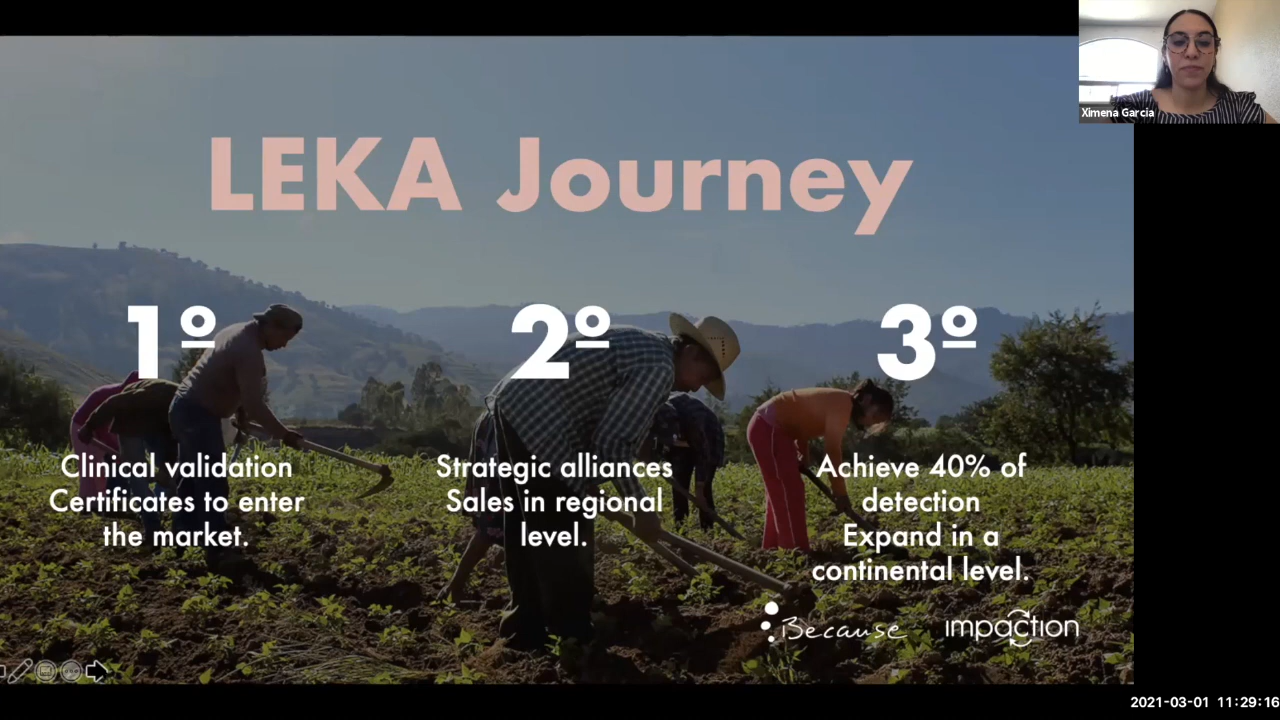 Ximena Garcia
LEKA Journey
1º
2º
3º
Clinical validation
Certificates to enter
the market.
Strategic alliances
Sales in regional
level.
Achieve 40% of
detection
Expand in a
continental level.
Because
impaction
2021-03-01 11:29:16